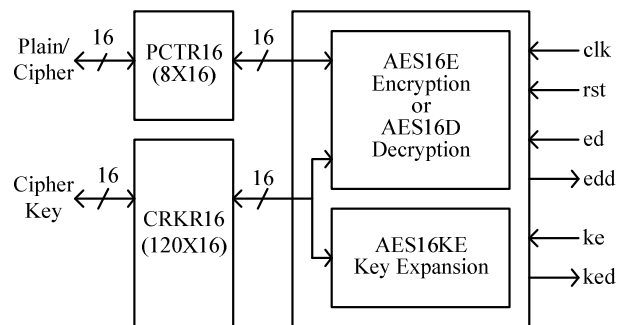 Plain/
Cipher
16
PCTR16
(8X16)
16
AES16E
Encryption
or
AES16D
Decryption
clk
rst
ed
edd
Cipher
Key
16
CRKR16
(120X16)
16
AES16KE
Key Expansion
ke
ked